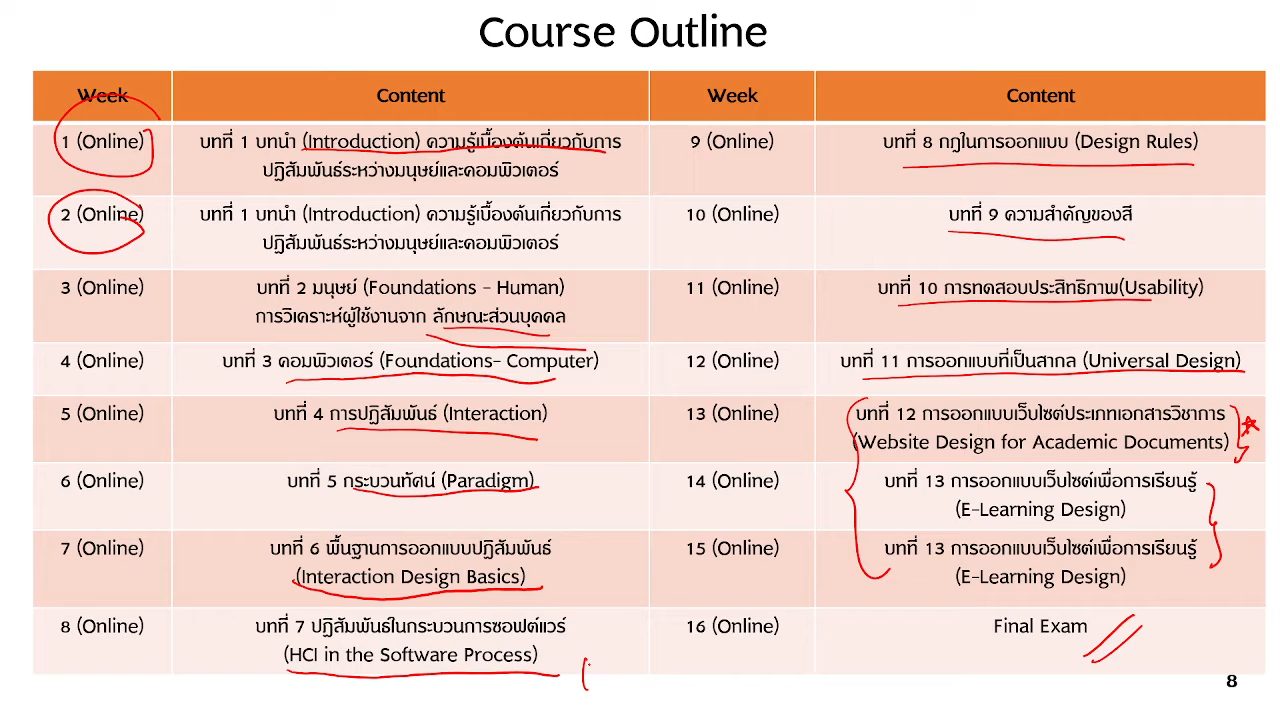 Course Outline
Week Content Week Content
1 (Online) บทที่ 1 บทนำ (Introduction) ความรู้เบื้องต้นเกี่ยวกับการ
ปฏิสัมพันธ์ระหว่างมนุษย์และคอมพิวเตอร์
9 (Online) บทที่ 8 กฎในการออกแบบ (Design Rules)
2 (Online) บทที่ 1 บทนำ (Introduction) ความรู้เบื้องต้นเกี่ยวกับการ
ปฏิสัมพันธ์ระหว่างมนุษย์และคอมพิวเตอร์
10 (Online) บทที่ 9 ความสำคัญของสี
3 (Online) บทที่ 2 มนุษย์ (Foundations - Human)
การวิเคราะห์ผู้ใช้งานจาก ลักษณะส่วนบุคคล
11 (Online) บทที่ 10 การทดสอบประสิทธิภาพ(Usability)
4 (Online) บทที่ 3 คอมพิวเตอร์ (Foundations- Computer)
12 (Online) บทที่ 11 การออกแบบที่เป็นสากล (Universal Design)
5 (Online) บทที่ 4 การปฏิสัมพันธ์ (Interaction)
13 (Online) บทที่ 12 การออกแบบเว็บไซต์ประเภทเอกสารวิชาการ
(Website Design for Academic Documents)
6 (Online) บทที่ 5 กระบวนทัศน์ (Paradigm)
14 (Online) บทที่ 13 การออกแบบเว็บไซต์เพื่อการเรียนรู้
(E-Learning Design)
7 (Online) บทที่ 6 พื้นฐานการออกแบบปฏิสัมพันธ์
(Interaction Design Basics)
15 (Online) บทที่ 13 การออกแบบเว็บไซต์เพื่อการเรียนรู้
(E-Learning Design)
8 (Online) บทที่ 7 ปฏิสัมพันธ์ในกระบวนการซอฟต์แวร์
(HCI in the Software Process)
16 (Online) Final Exam
8